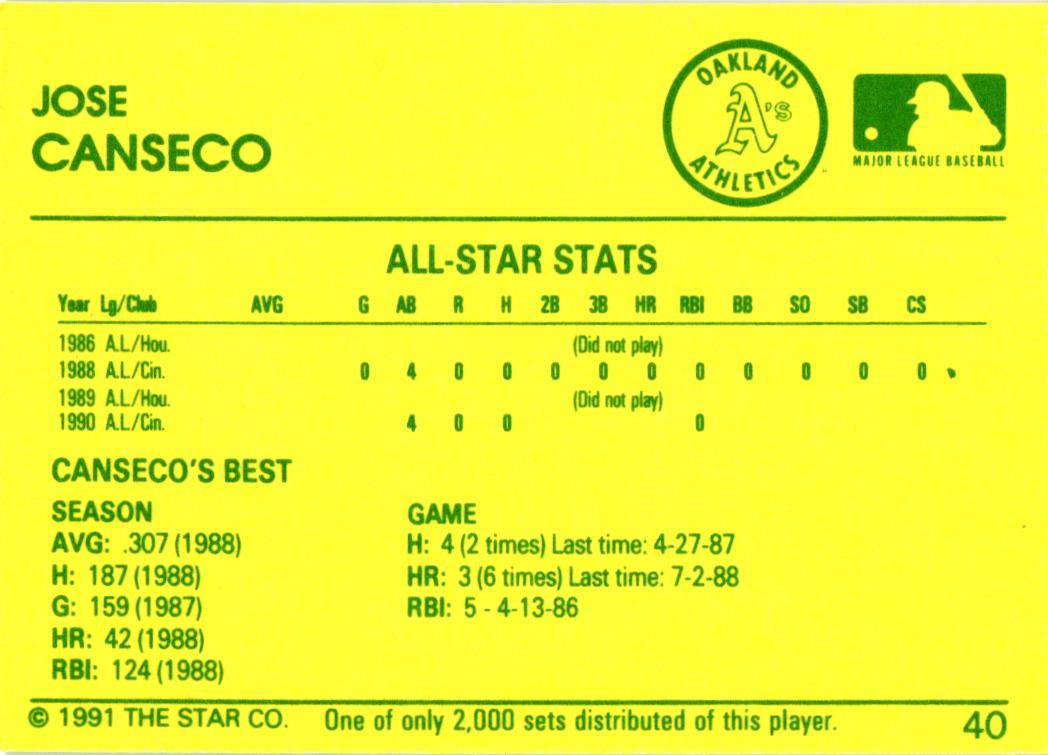 JOSE
CANSECO
OAKLAND
A's
ATHLETICS
MAJOR LEAGUE BASEBALL
ALL-STAR STATS
Year Lg/Club AVG G AB R H 2B 3B HR RBI BB SO SB CS
1986 A.L/Hou. (Did not play)
1988 A.L/Cin. 0 4 0 0 0 0 0 0 0 0 0 0
1989 A.L/Hou. (Did not play)
1990 A.L/Cin. 4 0 0 0
CANSECO'S BEST
SEASON
AVG: .307 (1988)
H: 187 (1988)
G: 159 (1987)
HR: 42 (1988)
RBI: 124 (1988)
GAME
H: 4 (2 times) Last time: 4-27-87
HR: 3 (6 times) Last time: 7-2-88
RBI: 5 - 4-13-86
© 1991 THE STAR CO. One of only 2,000 sets distributed of this player. 40